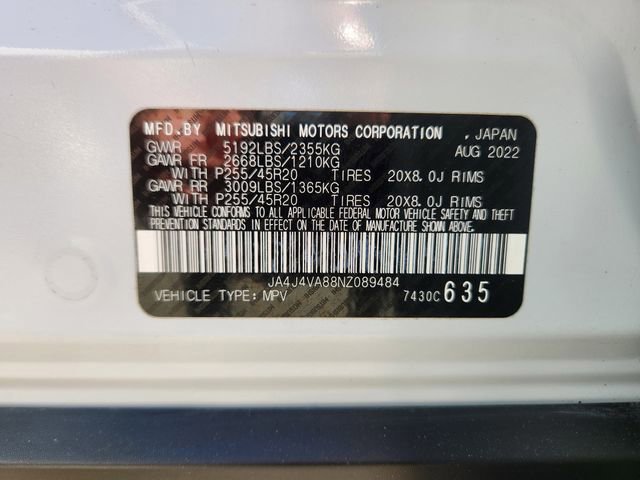 MFD.BY MITSUBISHI MOTORS CORPORATION , JAPAN
GVWR 5192LBS/2355KG AUG 2022
GAWR FR 2668LBS/1210KG
WITH P255/45R20 TIRES 20X8.0J RIMS
GAWR RR 3009LBS/1365KG
WITH P255/45R20 TIRES 20X8.0J RIMS
THIS VEHICLE CONFORMS TO ALL APPLICABLE FEDERAL MOTOR VEHICLE SAFETY AND THEFT
PREVENTION STANDARDS IN EFFECT ON THE DATE OF MANUFACTURE SHOWN ABOVE.
JA4J4VA88NZ089484
VEHICLE TYPE: MPV 7430C 635